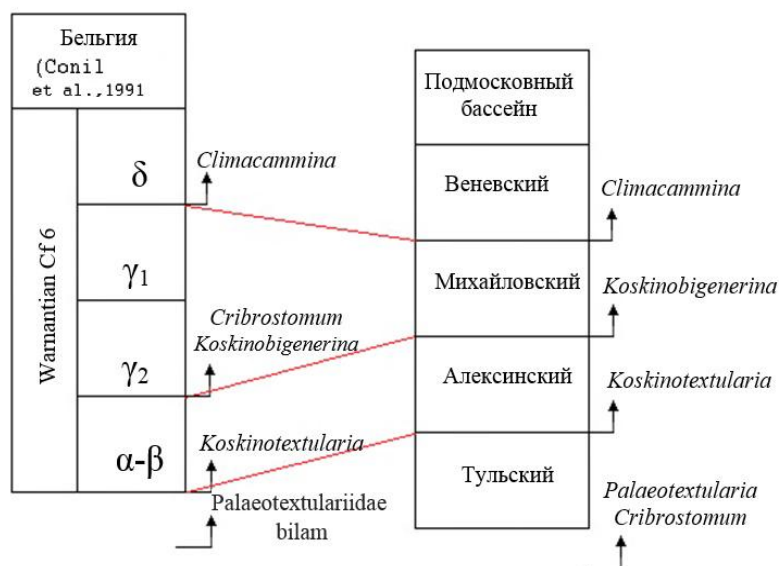 Бельгия
(Conil
et al.,1991
Warnantian Cf 6
δ
Climacammina
γ₁
Cribrostomum
Koskinobigenerina
γ₂
α-β
Koskinotextularia
Palaeotextulariidae
bilam
Подмосковный
бассейн
Веневский
Climacammina
Михайловский
Koskinobigenerina
Алексинский
Koskinotextularia
Тульский
Palaeotextularia
Cribrostomum